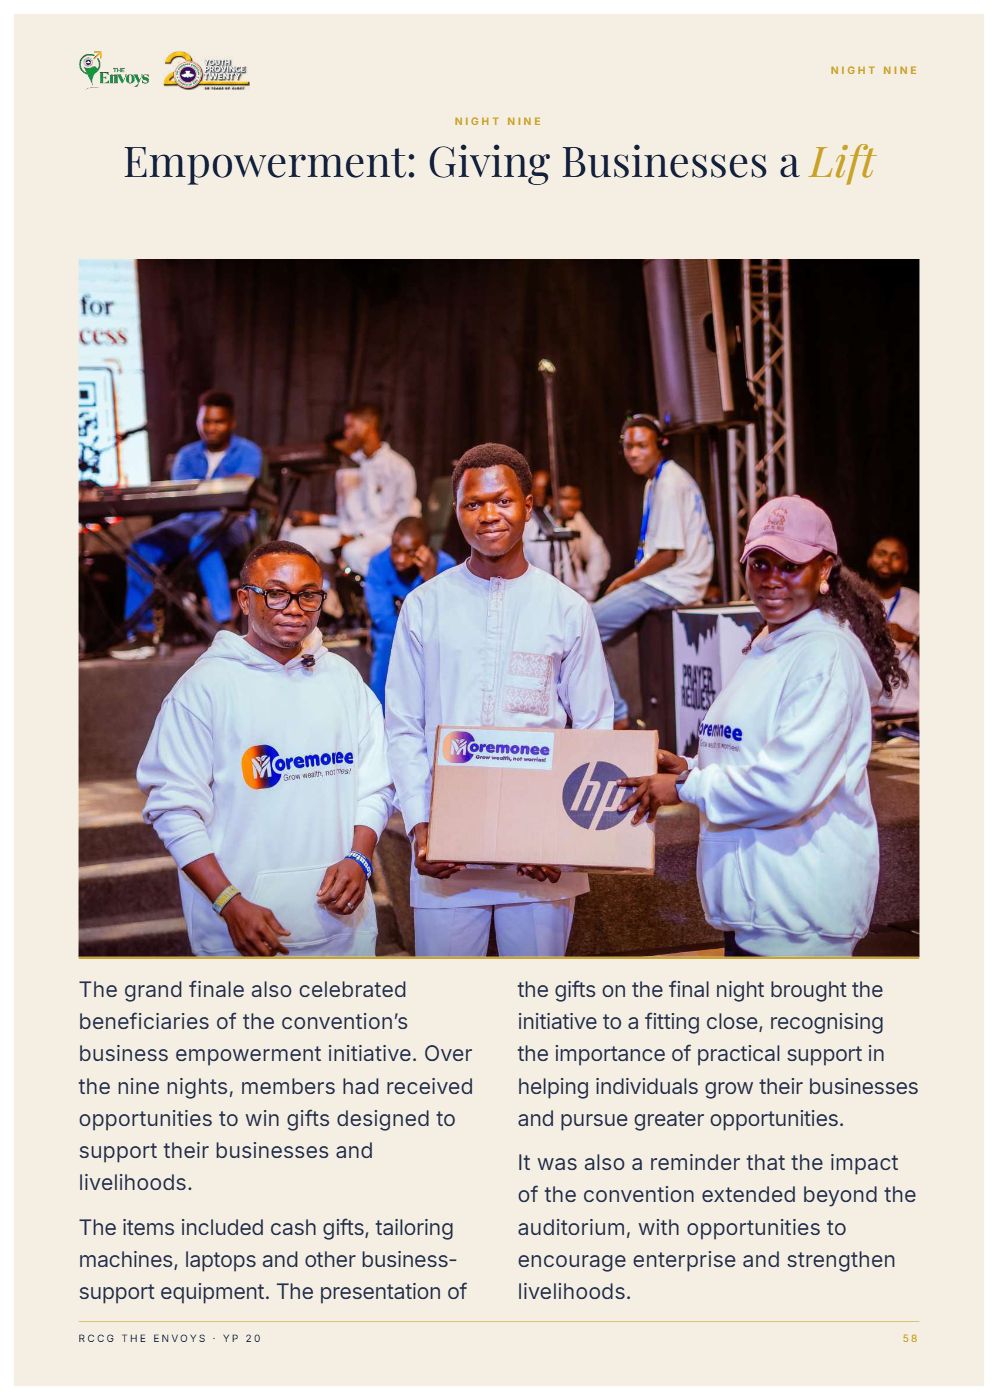 THE
Envoys
20
YOUTH
PROVINCE
TWENTY
NIGHT NINE
NIGHT NINE
Empowerment: Giving Businesses a Lift
for
cess
PRAYER
REQUEST
Moremonee
Grow wealth, not worries!
Moremonee
Grow wealth, not worries!
hp
oremonee
The grand finale also celebrated
beneficiaries of the convention’s
business empowerment initiative. Over
the nine nights, members had received
opportunities to win gifts designed to
support their businesses and
livelihoods.
The items included cash gifts, tailoring
machines, laptops and other business-
support equipment. The presentation of
the gifts on the final night brought the
initiative to a fitting close, recognising
the importance of practical support in
helping individuals grow their businesses
and pursue greater opportunities.
It was also a reminder that the impact
of the convention extended beyond the
auditorium, with opportunities to
encourage enterprise and strengthen
livelihoods.
RCCG THE ENVOYS · YP 20
58